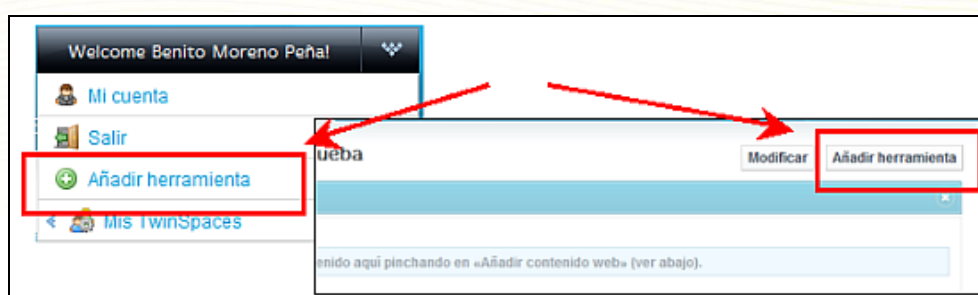 Welcome Benito Moreno Peña!
Mi cuenta
Salir
Añadir herramienta
Mis TwinSpaces
ueba
Modificar
Añadir herramienta
enido aquí pinchando en «Añadir contenido web» (ver abajo).